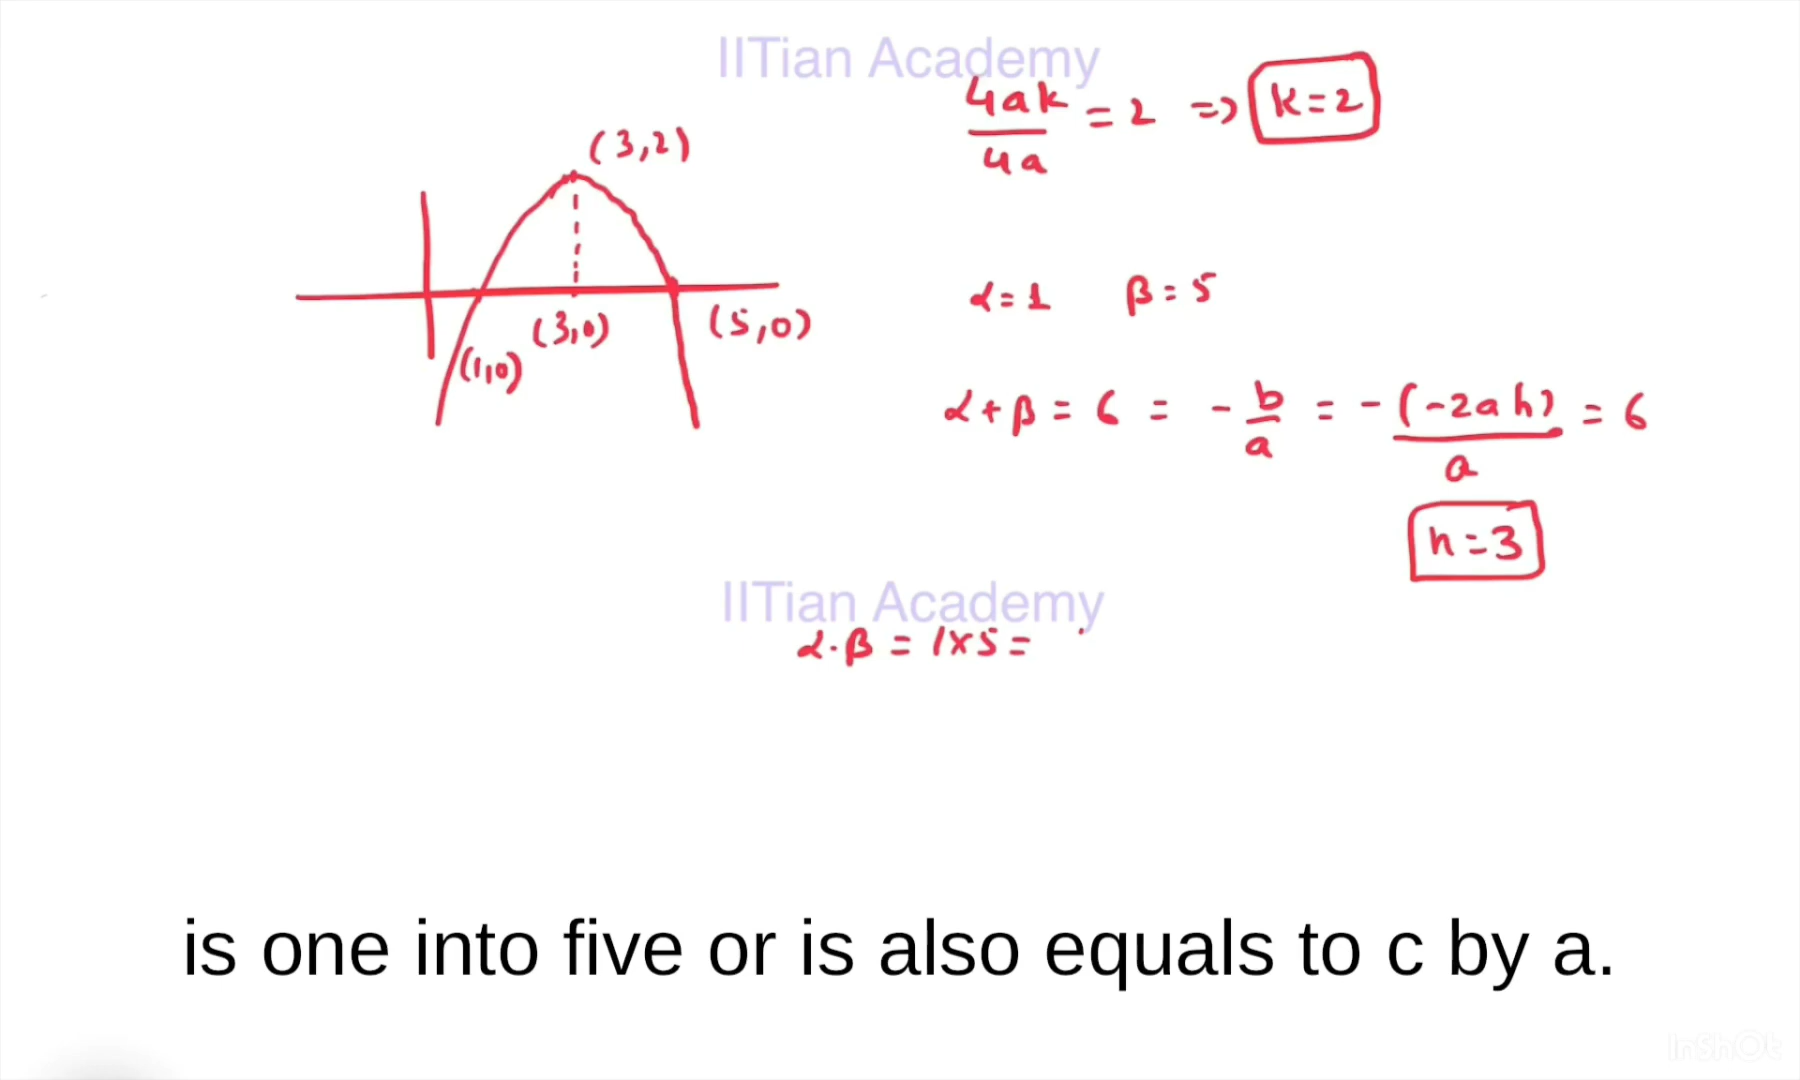 IITian Academy
4ak/4a = 2 => k=2
(3,2)
α=1 β=5
(3,0) (5,0)
(1,0)
α+β = 6 = -b/a = -(-2ah)/a = 6
h=3
IITian Academy
α·β = 1×5 =
is one into five or is also equals to c by a.
InShOt